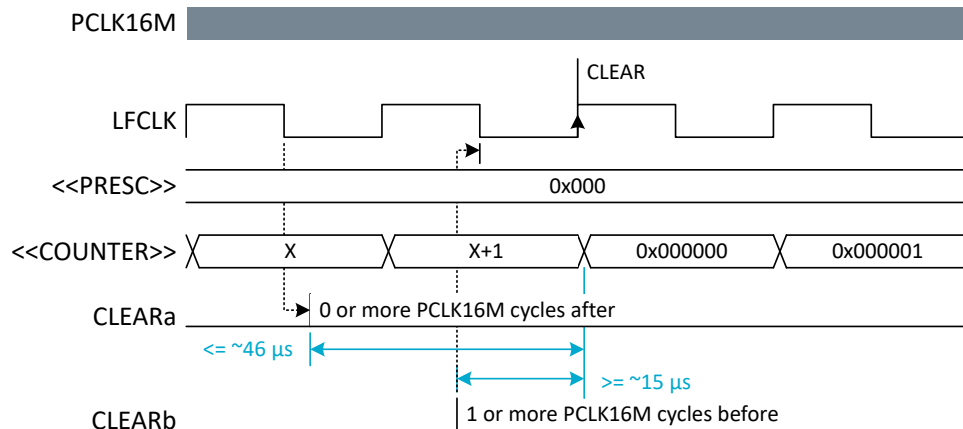 PCLK16M
CLEAR
LFCLK
<<PRESC>> 0x000
<<COUNTER>> X X+1 0x000000 0x000001
0 or more PCLK16M cycles after
CLEARa
<= ~46 µs
>= ~15 µs
CLEARb 1 or more PCLK16M cycles before